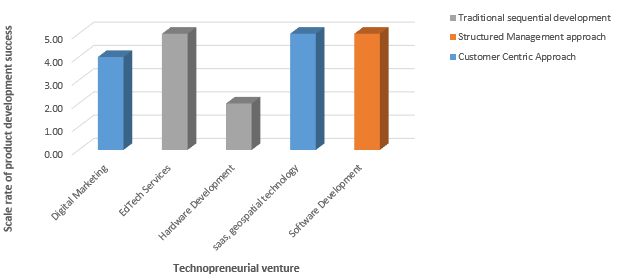 Scale rate of product development success
5.00
4.00
3.00
2.00
1.00
0.00
Digital Marketing
EdTech Services
Hardware Development
saas, geospatial technology
Software Development
Technopreneurial venture
Traditional sequential development
Structured Management approach
Customer Centric Approach